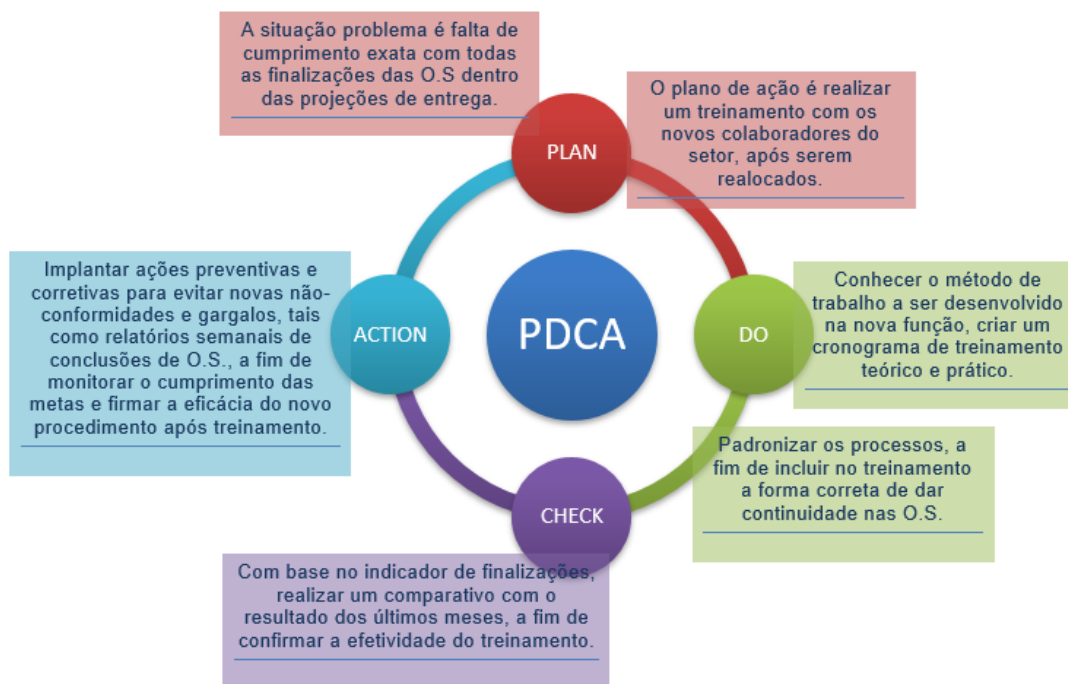 A situação problema é falta de
cumprimento exata com todas
as finalizações das O.S dentro
das projeções de entrega.
PLAN
O plano de ação é realizar
um treinamento com os
novos colaboradores do
setor, após serem
realocados.
Implantar ações preventivas e
corretivas para evitar novas não-
conformidades e gargalos, tais
como relatórios semanais de
conclusões de O.S., a fim de
monitorar o cumprimento das
metas e firmar a eficácia do novo
procedimento após treinamento.
ACTION
PDCA
DO
Conhecer o método de
trabalho a ser desenvolvido
na nova função, criar um
cronograma de treinamento
teórico e prático.
Padronizar os processos, a
fim de incluir no treinamento
a forma correta de dar
continuidade nas O.S.
CHECK
Com base no indicador de finalizações,
realizar um comparativo com o
resultado dos últimos meses, a fim de
confirmar a efetividade do treinamento.